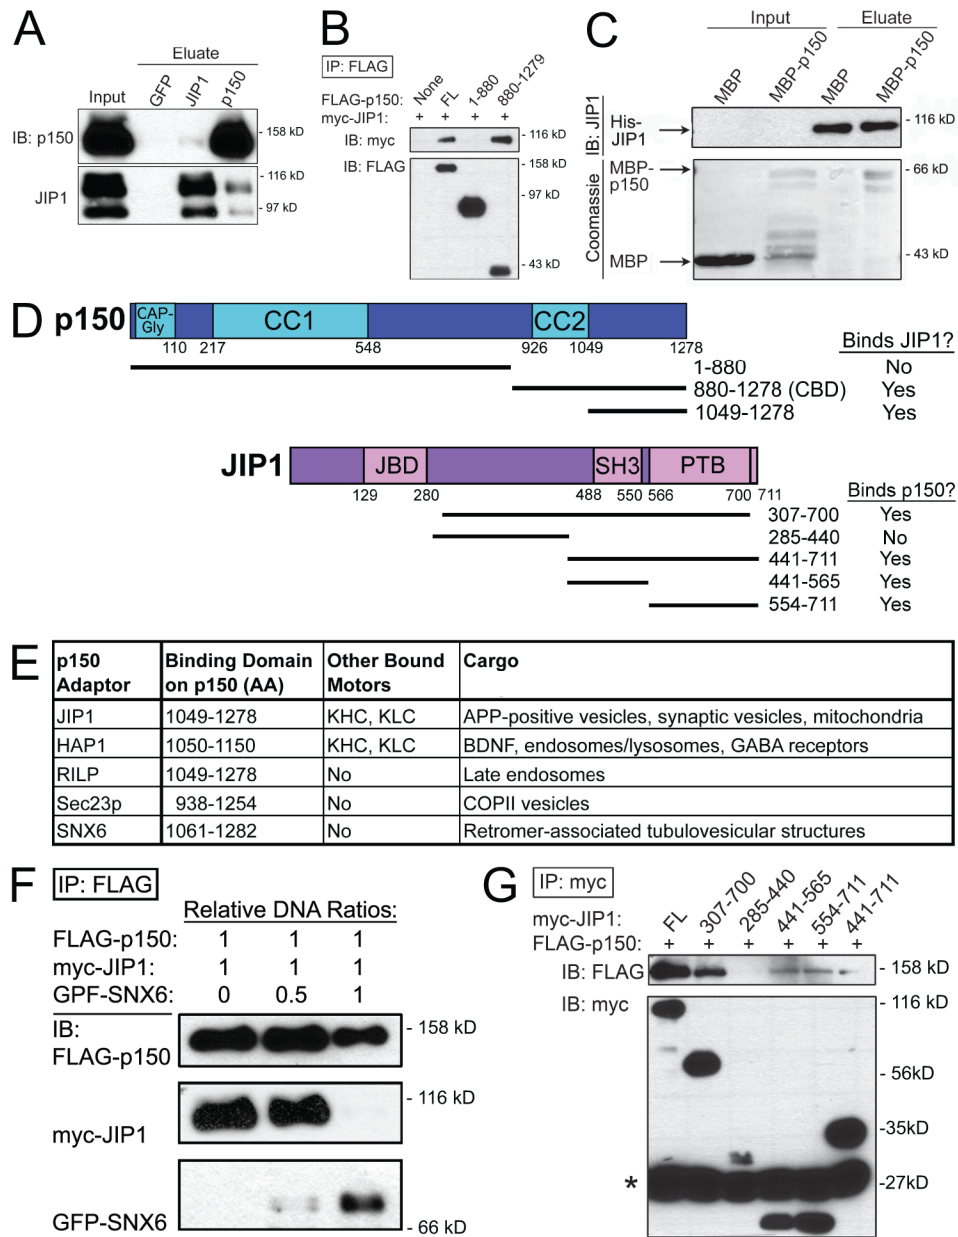 A
Eluate
Input
GFP
JIP1
p150
IB: p150
- 158 kD
JIP1
- 116 kD
- 97 kD
B
IP: FLAG
None
FL
1-880
880-1279
FLAG-p150:
myc-JIP1: + + + +
IB: myc
- 116 kD
IB: FLAG
- 158 kD
- 97 kD
- 43 kD
C
Input Eluate
MBP
MBP-p150
MBP
MBP-p150
IB: JIP1
His-
JIP1
- 116 kD
Coomassie
MBP-
p150
- 66 kD
MBP
- 43 kD
D
p150
CAP-
Gly
CC1
CC2
110 217 548 926 1049 1278
Binds JIP1?
1-880 No
880-1278 (CBD) Yes
1049-1278 Yes
JIP1
JBD
SH3
PTB
129 280 488 550 566 700 711
Binds p150?
307-700 Yes
285-440 No
441-711 Yes
441-565 Yes
554-711 Yes
E
p150 Adaptor | Binding Domain on p150 (AA) | Other Bound Motors | Cargo
JIP1 1049-1278 KHC, KLC APP-positive vesicles, synaptic vesicles, mitochondria
HAP1 1050-1150 KHC, KLC BDNF, endosomes/lysosomes, GABA receptors
RILP 1049-1278 No Late endosomes
Sec23p 938-1254 No COPII vesicles
SNX6 1061-1282 No Retromer-associated tubulovesicular structures
F
IP: FLAG
Relative DNA Ratios:
FLAG-p150: 1 1 1
myc-JIP1: 1 1 1
GPF-SNX6: 0 0.5 1
IB:
FLAG-p150
- 158 kD
myc-JIP1
- 116 kD
GFP-SNX6
- 66 kD
G
IP: myc
myc-JIP1:
FL
307-700
285-440
441-565
554-711
441-711
FLAG-p150: + + + + + +
IB: FLAG
- 158 kD
IB: myc
- 116 kD
- 56kD
-35kD
*
-27kD